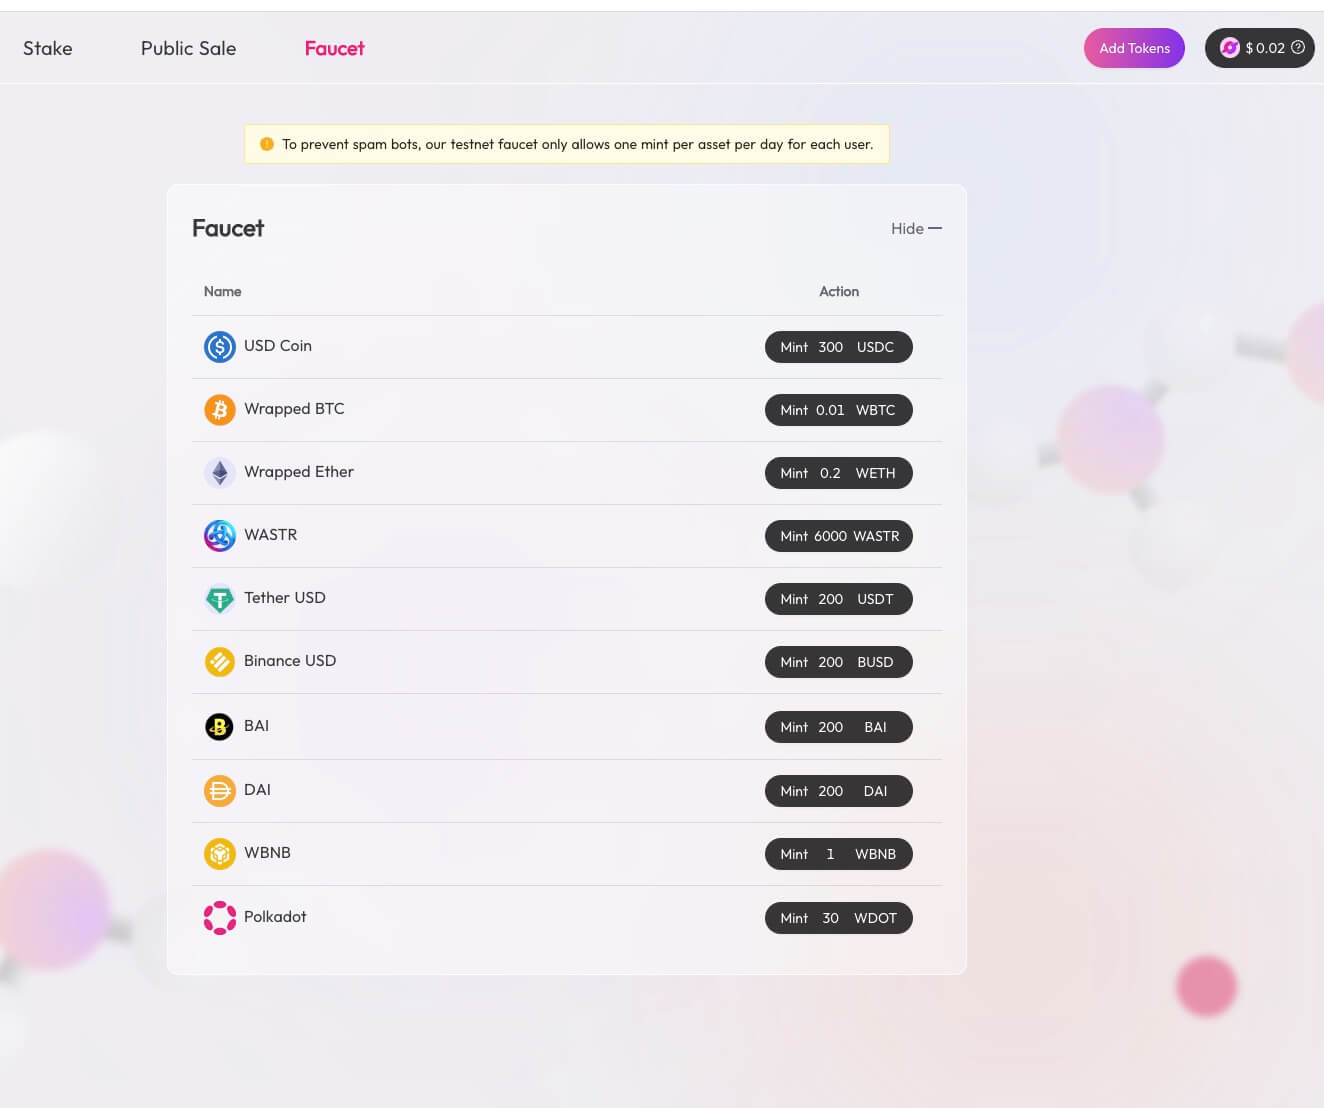 Stake Public Sale Faucet Add Tokens $ 0.02
To prevent spam bots, our testnet faucet only allows one mint per asset per day for each user.
Faucet Hide
Name Action
USD Coin Mint 300 USDC
Wrapped BTC Mint 0.01 WBTC
Wrapped Ether Mint 0.2 WETH
WASTR Mint 6000 WASTR
Tether USD Mint 200 USDT
Binance USD Mint 200 BUSD
BAI Mint 200 BAI
DAI Mint 200 DAI
WBNB Mint 1 WBNB
Polkadot Mint 30 WDOT